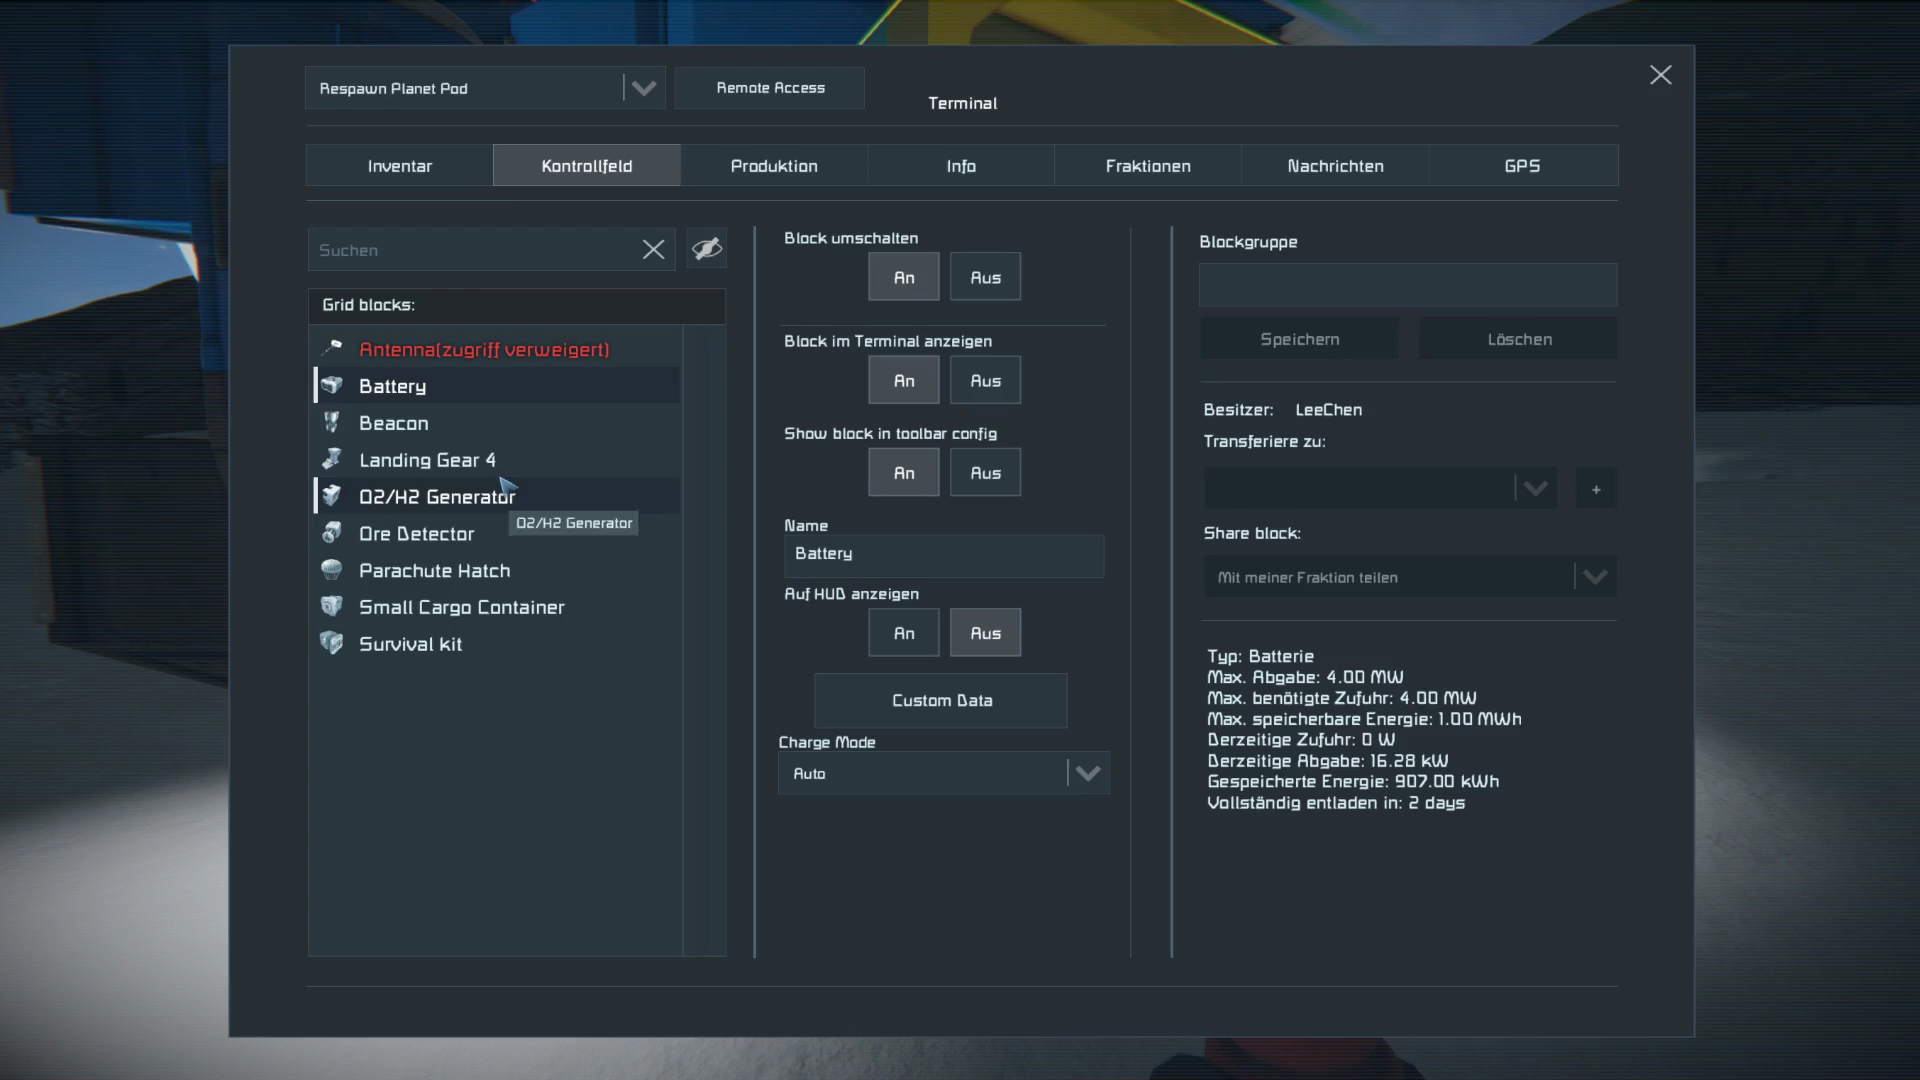 Respawn Planet Pod
Remote Access
Terminal
Inventar
Kontrollfeld
Produktion
Info
Fraktionen
Nachrichten
GPS
Suchen
Grid blocks:
Antenna(zugriff verweigert)
Battery
Beacon
Landing Gear 4
O2/H2 Generator
O2/H2 Generator
Ore Detector
Parachute Hatch
Small Cargo Container
Survival kit
Block umschalten
An Aus
Block im Terminal anzeigen
An Aus
Show block in toolbar config
An Aus
Name
Battery
Auf HUD anzeigen
An Aus
Custom Data
Charge Mode
Auto
Blockgruppe
Speichern Löschen
Besitzer: LeeChen
Transferiere zu:
+
Share block:
Mit meiner Fraktion teilen
Typ: Batterie
Max. Abgabe: 4.00 MW
Max. benötigte Zufuhr: 4.00 MW
Max. speicherbare Energie: 1.00 MWh
Derzeitige Zufuhr: 0 W
Derzeitige Abgabe: 16.28 kW
Gespeicherte Energie: 907.00 kWh
Vollständig entladen in: 2 days